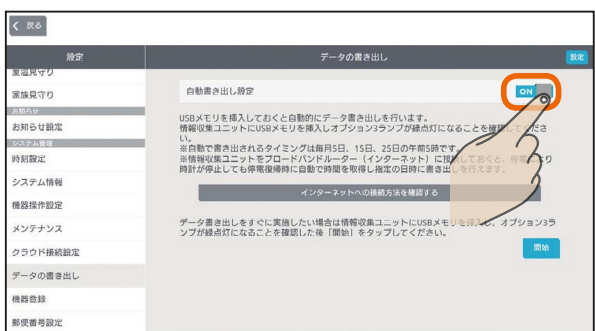 戻る
設定
データの書き出し
設定
室温見守り
家族見守り
お知らせ
お知らせ設定
システム管理
時刻設定
システム情報
機器操作設定
メンテナンス
クラウド接続設定
データの書き出し
機器登録
郵便番号設定
自動書き出し設定
ON
USBメモリを挿入しておくと自動的にデータ書き出しを行います。
情報収集ユニットにUSBメモリを挿入しオプション3ランプが緑点灯になることを確認してくださ
い。
※自動で書き出されるタイミングは毎月5日、15日、25日の午前5時です。
※情報収集ユニットをブロードバンドルーター（インターネット）に接続しておくと、停電により
時計が停止しても停電復帰時に自動で時間を取得し指定の日時に書き出しを行えます。
インターネットへの接続方法を確認する
データ書き出しをすぐに実施したい場合は情報収集ユニットにUSBメモリを挿入し、オプション3ラ
ンプが緑点灯になることを確認した後「開始」をタップしてください。
開始